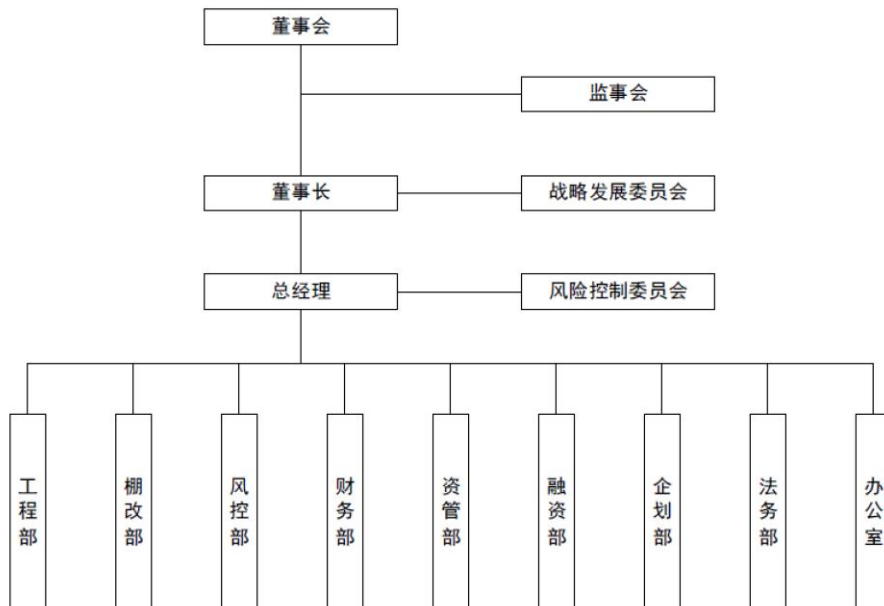 董事会
监事会
董事长
战略发展委员会
总经理
风险控制委员会
工程部
棚改部
风控部
财务部
资管部
融资部
企划部
法务部
办公室